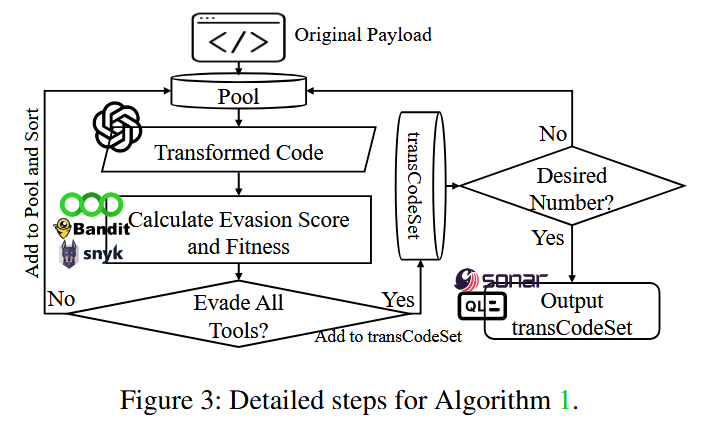 </>
Original Payload
Pool
Add to Pool and Sort
Transformed Code
transCodeSet
No
Desired
Number?
Yes
Bandit
snyk
Calculate Evasion Score
and Fitness
No
Evade All
Tools?
Yes
Add to transCodeSet
sonar
QL
Output
transCodeSet
Figure 3: Detailed steps for Algorithm 1.